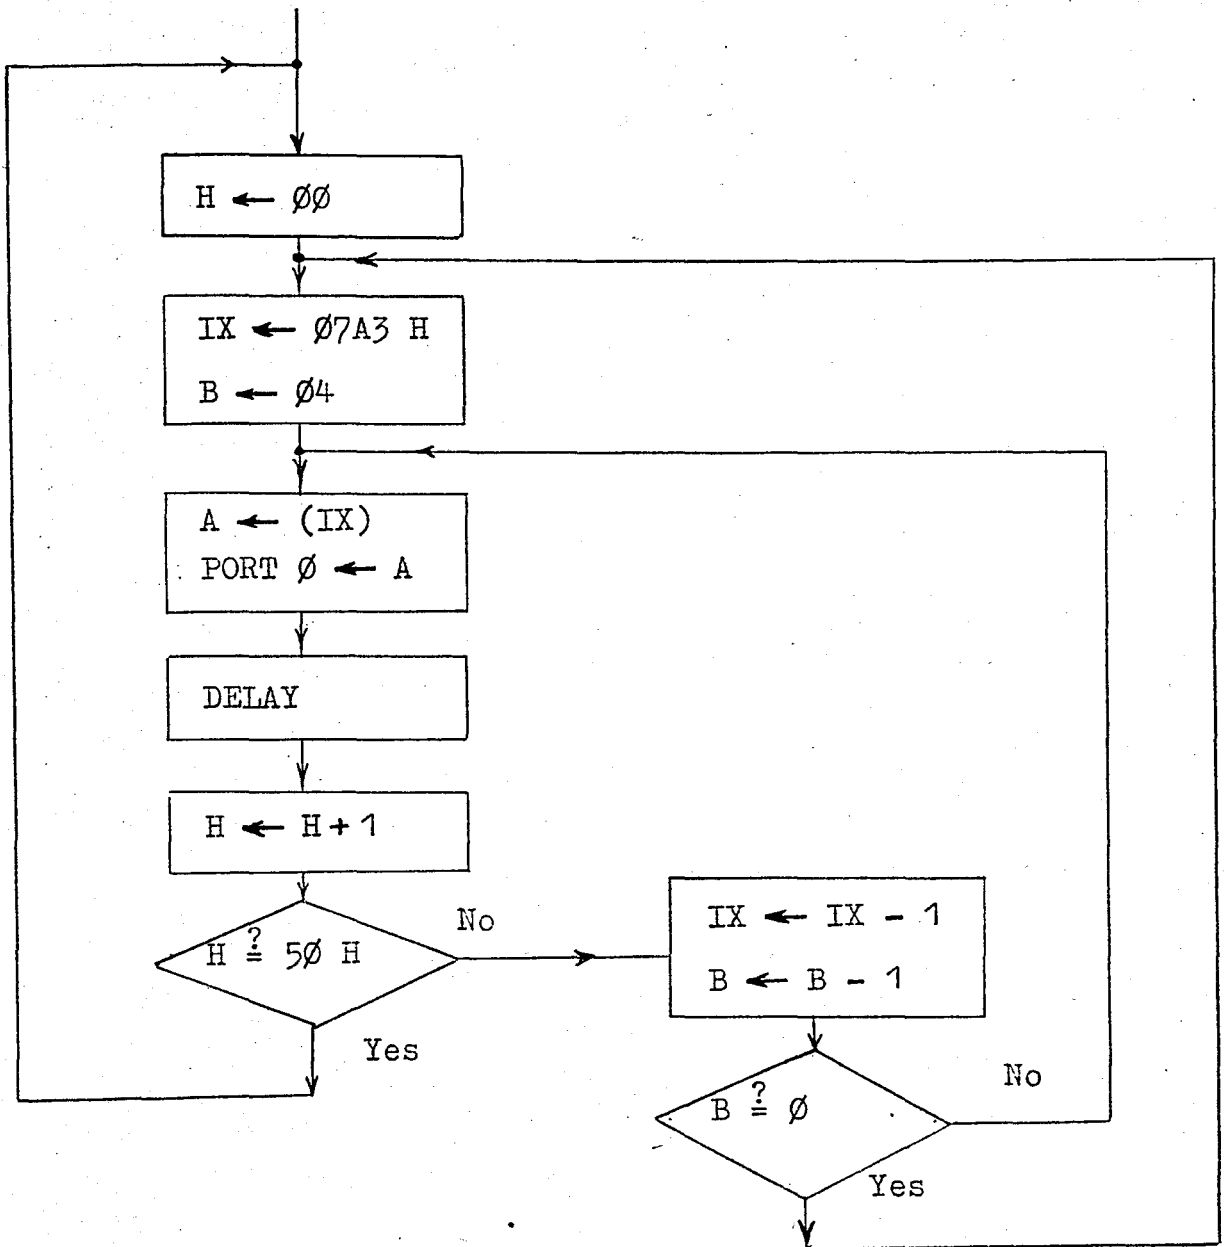 H ← ØØ
IX ← Ø7A3 H
B ← Ø4
A ← (IX)
PORT Ø ← A
DELAY
H ← H + 1
H ≟ 5Ø H
No
Yes
IX ← IX - 1
B ← B - 1
B ≟ Ø
No
Yes